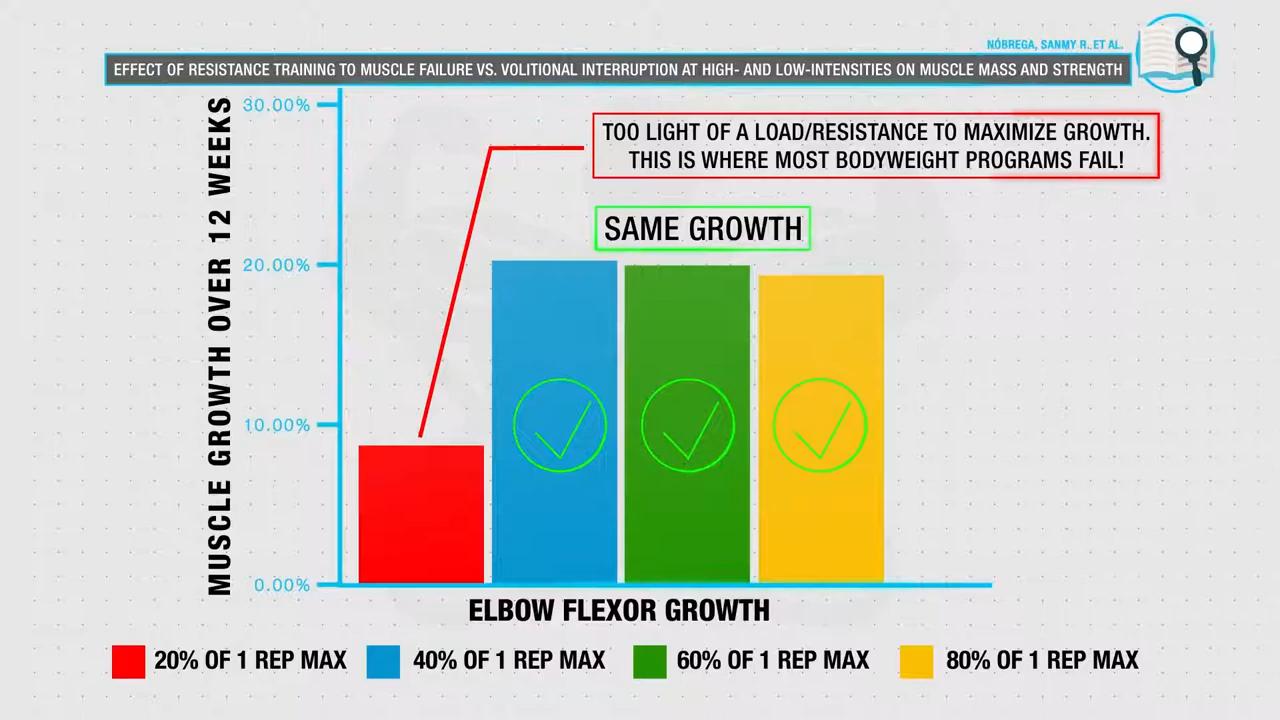 NÓBREGA, SANMY R.. ET AL.
EFFECT OF RESISTANCE TRAINING TO MUSCLE FAILURE VS. VOLITIONAL INTERRUPTION AT HIGH- AND LOW-INTENSITIES ON MUSCLE MASS AND STRENGTH
MUSCLE GROWTH OVER 12 WEEKS
30.00%
20.00%
10.00%
0.00%
TOO LIGHT OF A LOAD/RESISTANCE TO MAXIMIZE GROWTH.
THIS IS WHERE MOST BODYWEIGHT PROGRAMS FAIL!
SAME GROWTH
ELBOW FLEXOR GROWTH
20% OF 1 REP MAX
40% OF 1 REP MAX
60% OF 1 REP MAX
80% OF 1 REP MAX